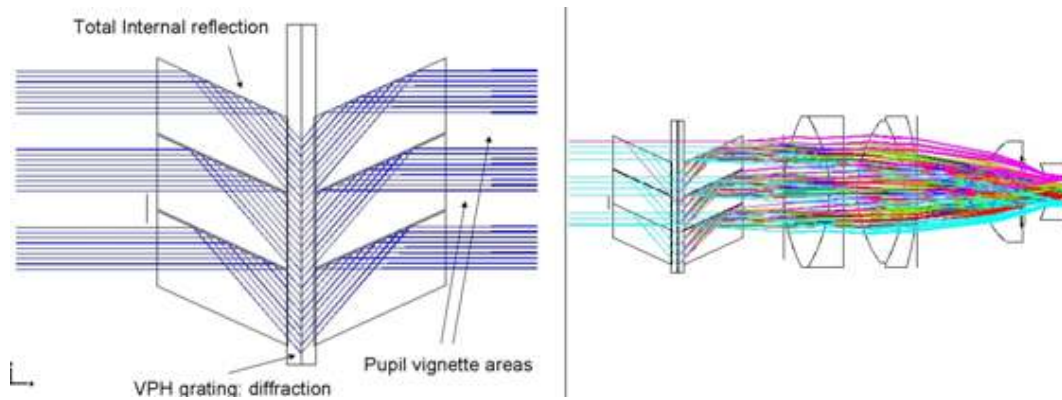 Total Internal reflection
Pupil vignette areas
VPH grating: diffraction